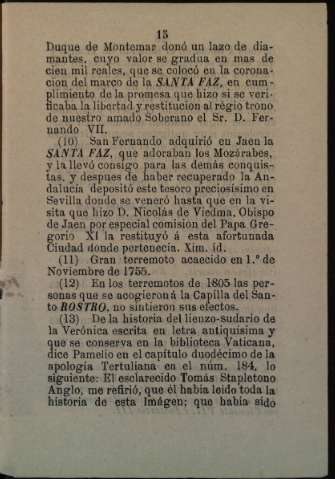 15
Duque de Montemar donó un lazo de dia-
mantes, cuyo valor se gradua en mas de
cien mil reales, que se colocó en la corona-
cion del marco de la SANTA FAZ, en cum-
plimiento de la promesa que hizo si se veri-
ficaba la libertad y restitucion al régio trono
de nuestro amado Soberano el Sr. D. Fer-
nando VII.
(10) San Fernando adquirió en Jaen la
SANTA FAZ, que adoraban los Mozárabes,
y la llevó consigo para las demás conquis-
tas, y despues de haber recuperado la An-
dalucía depositó este tesoro preciosísimo en
Sevilla donde se veneró hasta que en la vi-
sita que hizo D. Nicolás de Viedma, Obispo
de Jaen por especial comision del Papa Gre-
gorio XI la restituyó á esta afortunada
Ciudad donde pertenecia. Xim. id.
(11) Gran terremoto acaecido en 1.º de
Noviembre de 1755.
(12) En los terremotos de 1805 las per-
sonas que se acogieron á la Capilla del San-
to ROSTRO, no sintieron sus efectos.
(13) De la historia del lienzo-sudario de
la Verónica escrita en letra antiquísima y
que se conserva en la biblioteca Vaticana,
dice Pamelio en el capítulo duodécimo de la
apología Tertuliana en el núm. 184, lo
siguiente: El esclarecido Tomás Stapletono
Anglo, me refirió, que él habia leido toda la
historia de esta Imágen; que habia sido